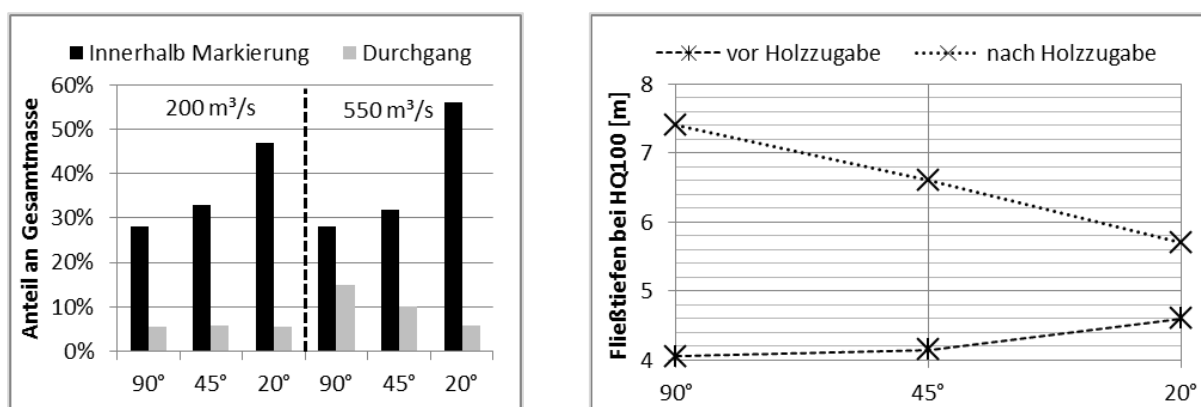 Innerhalb Markierung Durchgang
Anteil an Gesamtmasse
60%
50%
40%
30%
20%
10%
0%
200 m³/s 550 m³/s
90° 45° 20° 90° 45° 20°
vor Holzzugabe nach Holzzugabe
Fließtiefen bei HQ100 [m]
8
7
6
5
4
90° 45° 20°